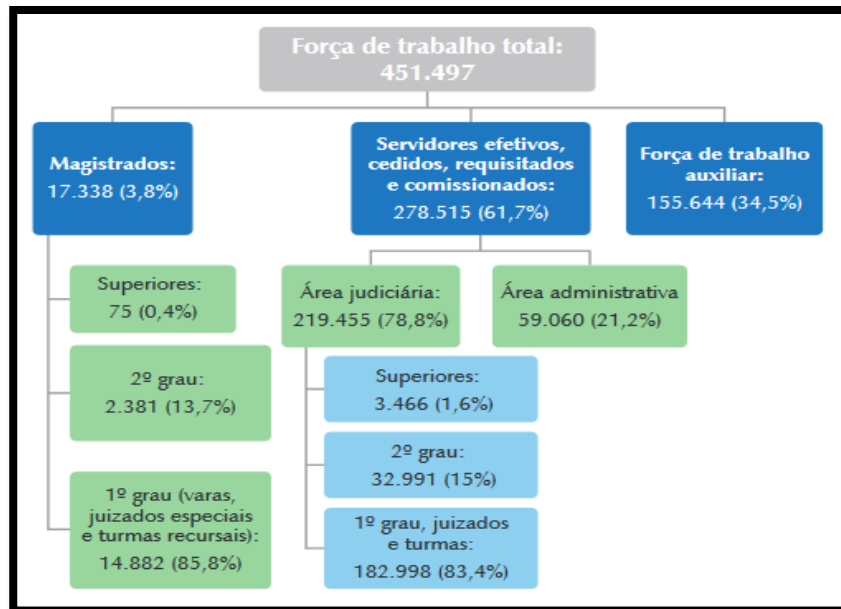 Força de trabalho total:
451.497
Magistrados:
17.338 (3,8%)
Servidores efetivos,
cedidos, requisitados
e comissionados:
278.515 (61,7%)
Força de trabalho
auxiliar:
155.644 (34,5%)
Superiores:
75 (0,4%)
2º grau:
2.381 (13,7%)
1º grau (varas,
juizados especiais
e turmas recursais):
14.882 (85,8%)
Área judiciária:
219.455 (78,8%)
Área administrativa
59.060 (21,2%)
Superiores:
3.466 (1,6%)
2º grau:
32.991 (15%)
1º grau, juizados
e turmas:
182.998 (83,4%)